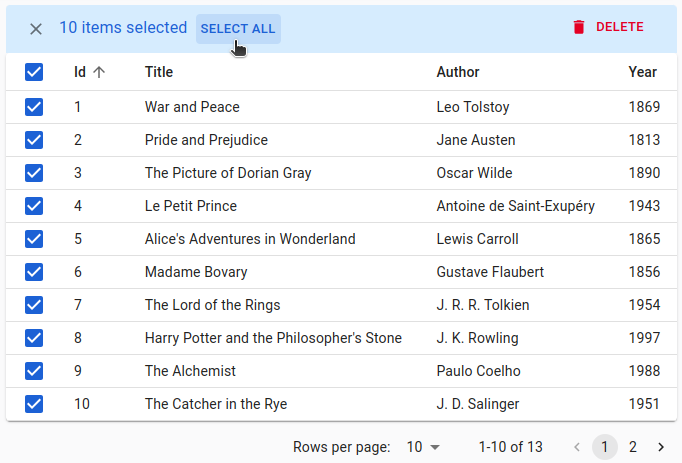 10 items selected SELECT ALL DELETE
Id Title Author Year
1 War and Peace Leo Tolstoy 1869
2 Pride and Prejudice Jane Austen 1813
3 The Picture of Dorian Gray Oscar Wilde 1890
4 Le Petit Prince Antoine de Saint-Exupéry 1943
5 Alice's Adventures in Wonderland Lewis Carroll 1865
6 Madame Bovary Gustave Flaubert 1856
7 The Lord of the Rings J. R. R. Tolkien 1954
8 Harry Potter and the Philosopher's Stone J. K. Rowling 1997
9 The Alchemist Paulo Coelho 1988
10 The Catcher in the Rye J. D. Salinger 1951
Rows per page: 10 1-10 of 13 1 2